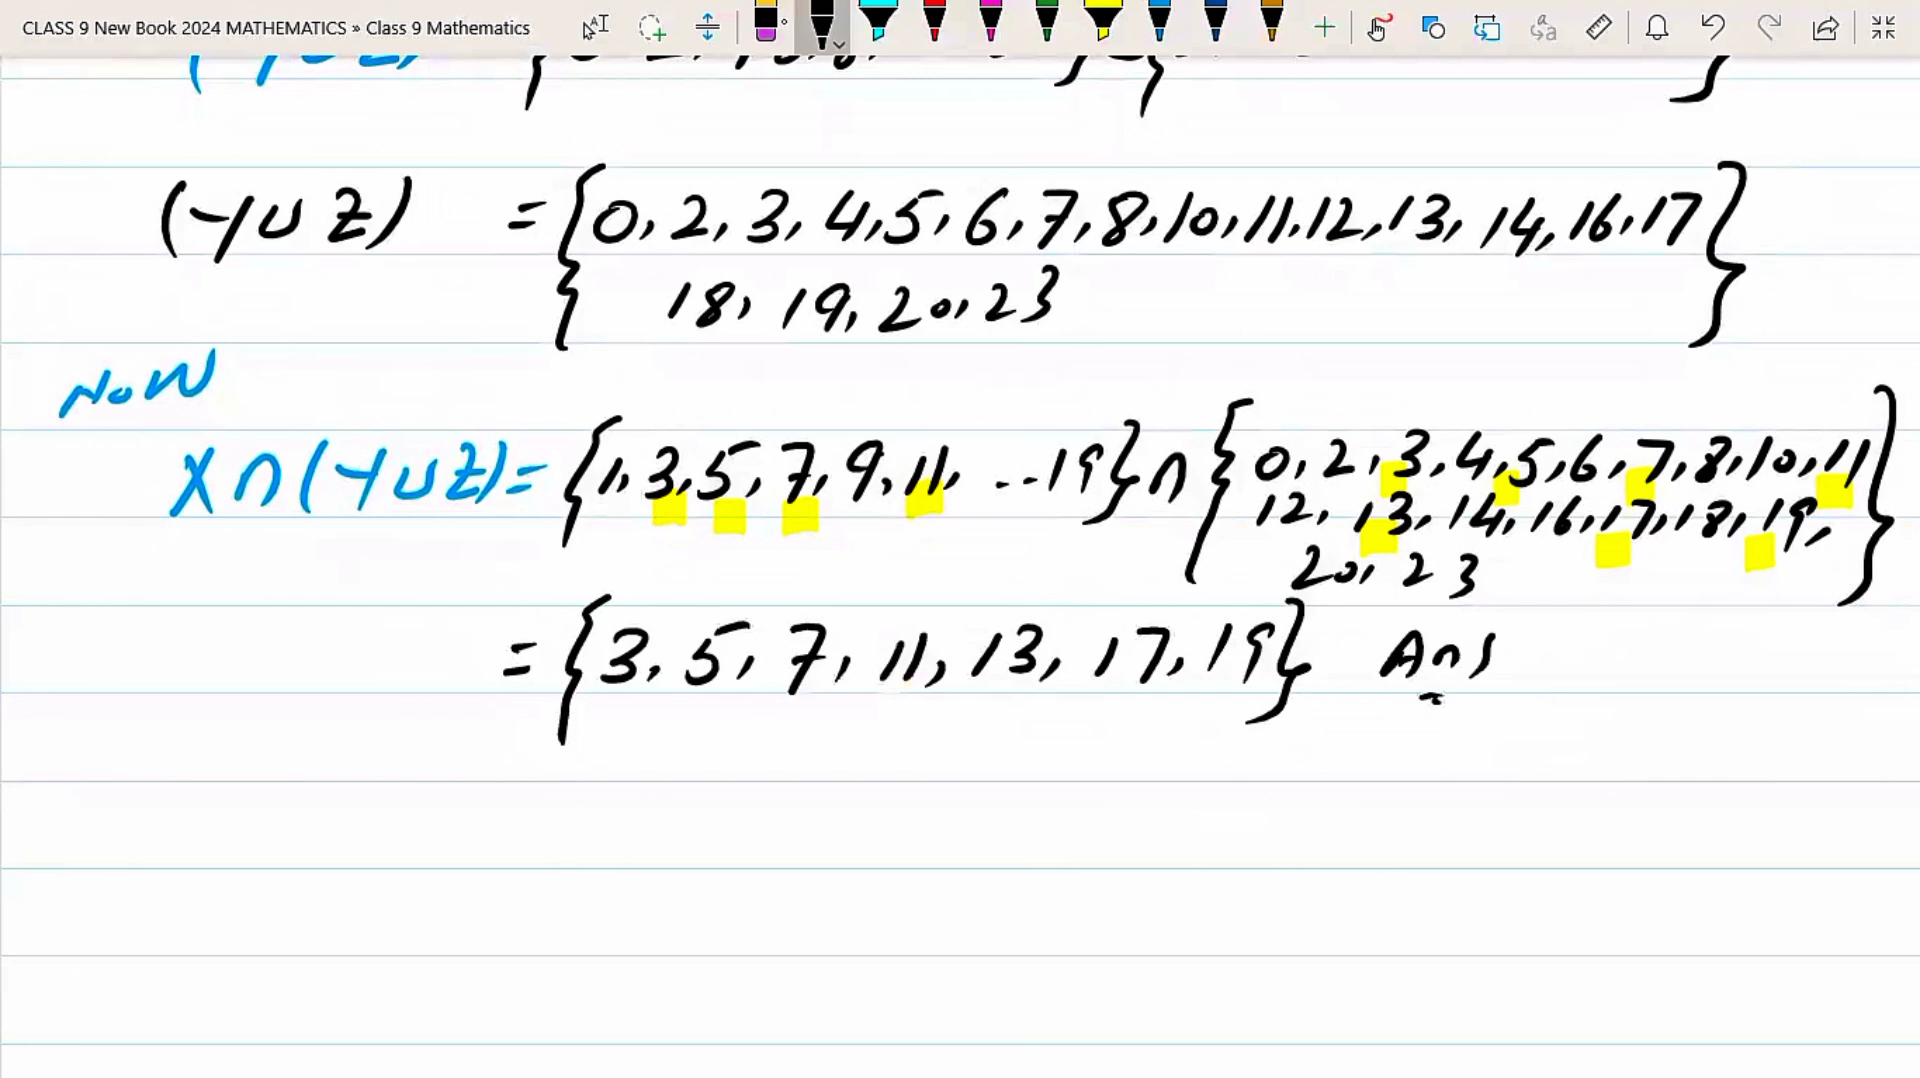 CLASS 9 New Book 2024 MATHEMATICS » Class 9 Mathematics
(Y∪Z) = {0, 2, 3, 4, 5, 6, 7, 8, 10, 11, 12, 13, 14, 16, 17
18, 19, 20, 23}
Now
X∩(Y∪Z) = {1, 3, 5, 7, 9, 11, ...19} ∩ {0, 2, 3, 4, 5, 6, 7, 8, 10, 11
12, 13, 14, 16, 17, 18, 19,
20, 23}
= {3, 5, 7, 11, 13, 17, 19} Ans